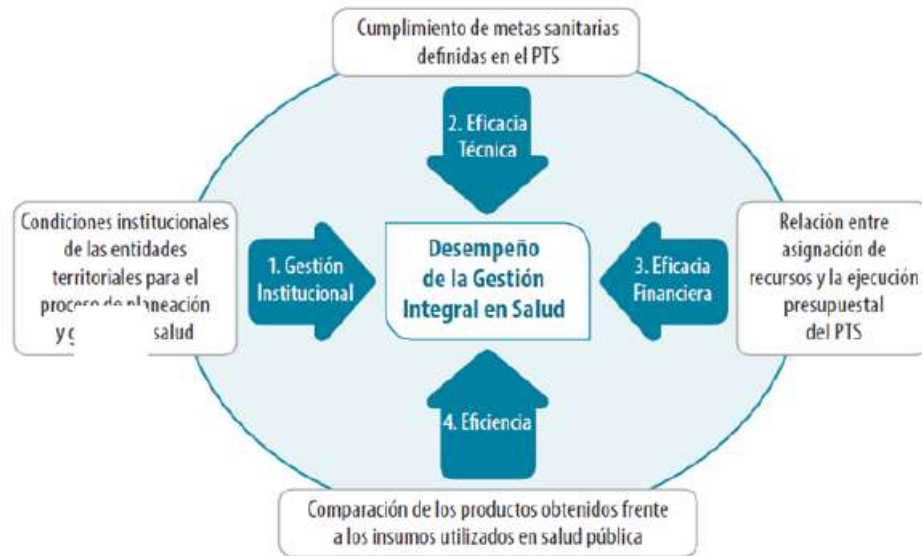 Cumplimiento de metas sanitarias
definidas en el PTS
2. Eficacia
Técnica
Condiciones institucionales
de las entidades
territoriales para el
proceso de planeación
y salud
1. Gestión
Institucional
Desempeño
de la Gestión
Integral en Salud
3. Eficacia
Financiera
Relación entre
asignación de
recursos y la ejecución
presupuestal
del PTS
4. Eficiencia
Comparación de los productos obtenidos frente
a los insumos utilizados en salud pública